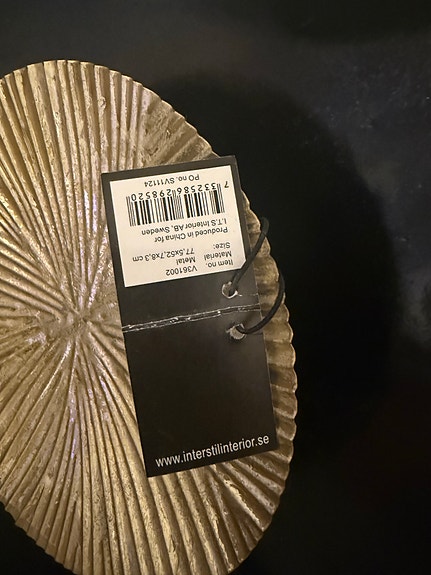 Item no. V361002
Material Metal
Size: 77,5x52,7x8,3 cm
Produced in China for
I.T.S Interior AB, Sweden
7 332586 298520
PO no. SV11124
www.interstilinterior.se